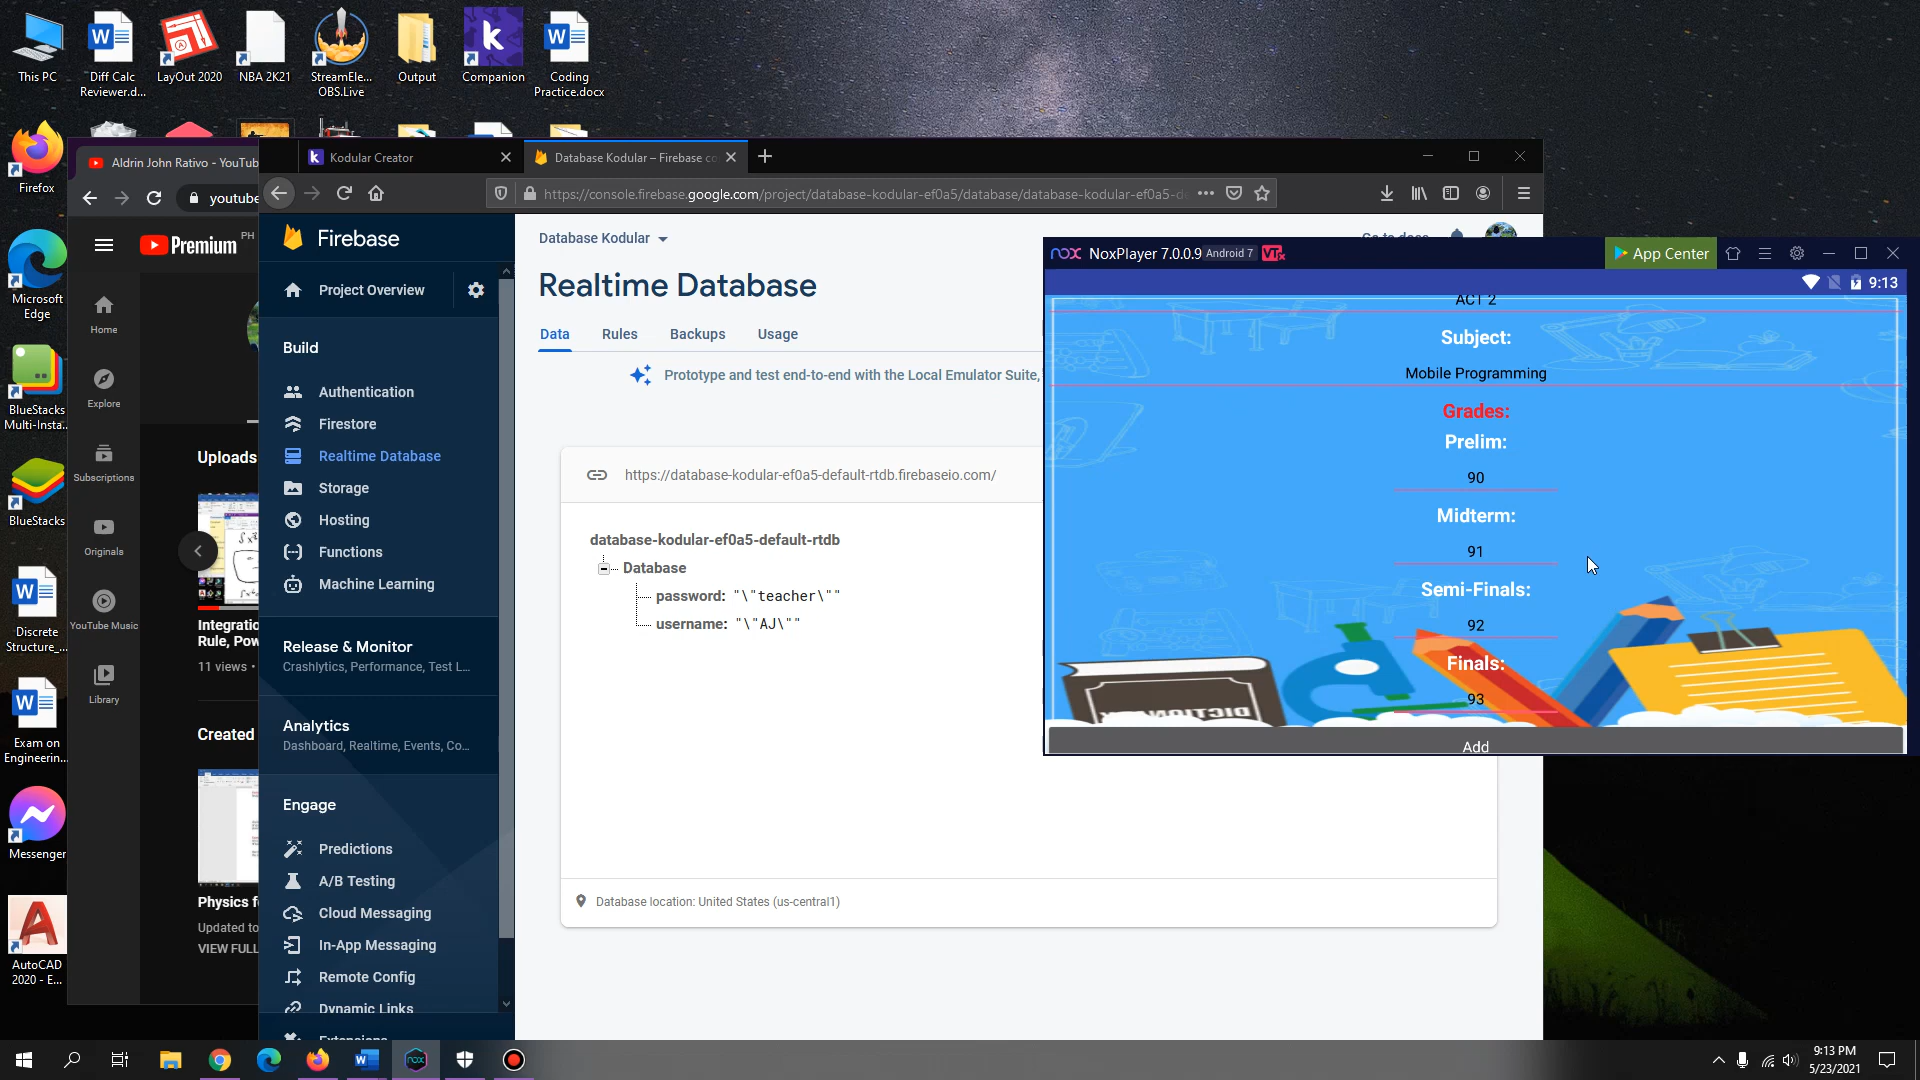 This PC
Diff Calc
Reviewer.d...
LayOut 2020
NBA 2K21
StreamEle...
OBS.Live
Output
Companion
Coding
Practice.docx
Firefox
Microsoft
Edge
BlueStacks
Multi-Insta...
BlueStacks
Discrete
Structure_...
Exam on
Engineerin...
Messenger
AutoCAD
2020 - E...
Aldrin John Rativo - YouTub
youtube
Premium
PH
Home
Explore
Subscriptions
Originals
YouTube Music
Library
Uploads
Integratio
Rule, Pow
11 views •
Created
Physics f
Updated to
VIEW FULL
Kodular Creator
Database Kodular – Firebase co
https://console.firebase.google.com/project/database-kodular-ef0a5/database/database-kodular-ef0a5-de
Firebase
Project Overview
Build
Authentication
Firestore
Realtime Database
Storage
Hosting
Functions
Machine Learning
Release & Monitor
Crashlytics, Performance, Test L...
Analytics
Dashboard, Realtime, Events, Co...
Engage
Predictions
A/B Testing
Cloud Messaging
In-App Messaging
Remote Config
Dynamic Links
Extensions
Database Kodular
Go to docs
Realtime Database
Data
Rules
Backups
Usage
Prototype and test end-to-end with the Local Emulator Suite,
https://database-kodular-ef0a5-default-rtdb.firebaseio.com/
database-kodular-ef0a5-default-rtdb
Database
password: "\"teacher\""
username: "\"AJ\""
Database location: United States (us-central1)
nox NoxPlayer 7.0.0.9 Android 7
App Center
9:13
ACT 2
Subject:
Mobile Programming
Grades:
Prelim:
90
Midterm:
91
Semi-Finals:
92
Finals:
93
Add
9:13 PM
5/23/2021